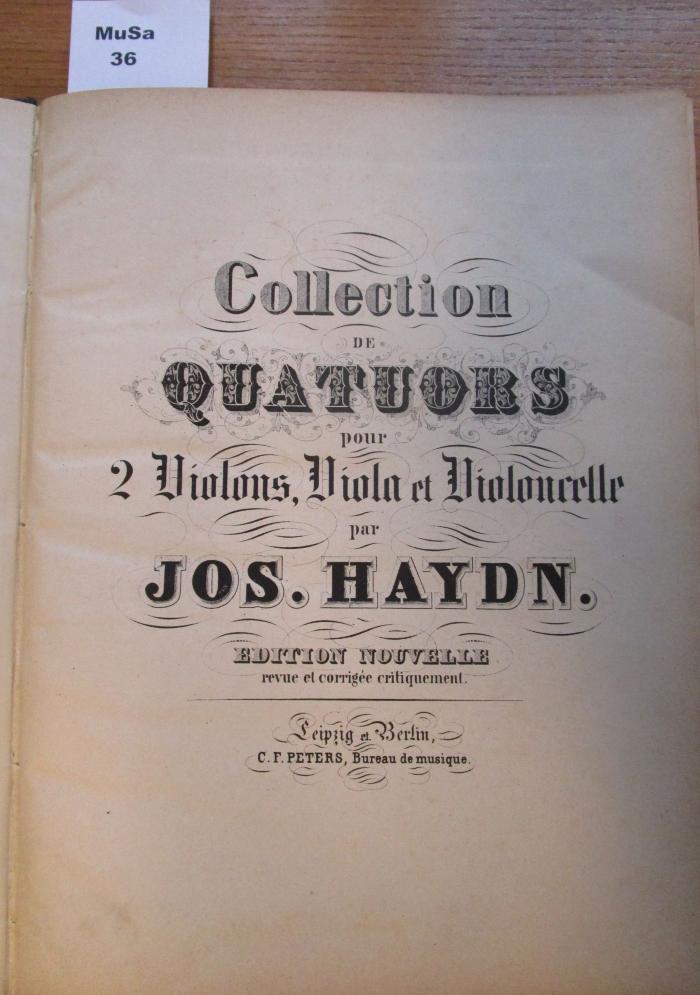 MuSa
36
Collection
DE
QUATUORS
pour
2 Violons, Viola et Violoncelle
par
JOS. HAYDN.
EDITION NOUVELLE
revue et corrigée critiquement.
Leipzig et Berlin,
C. F. PETERS, Bureau de musique.